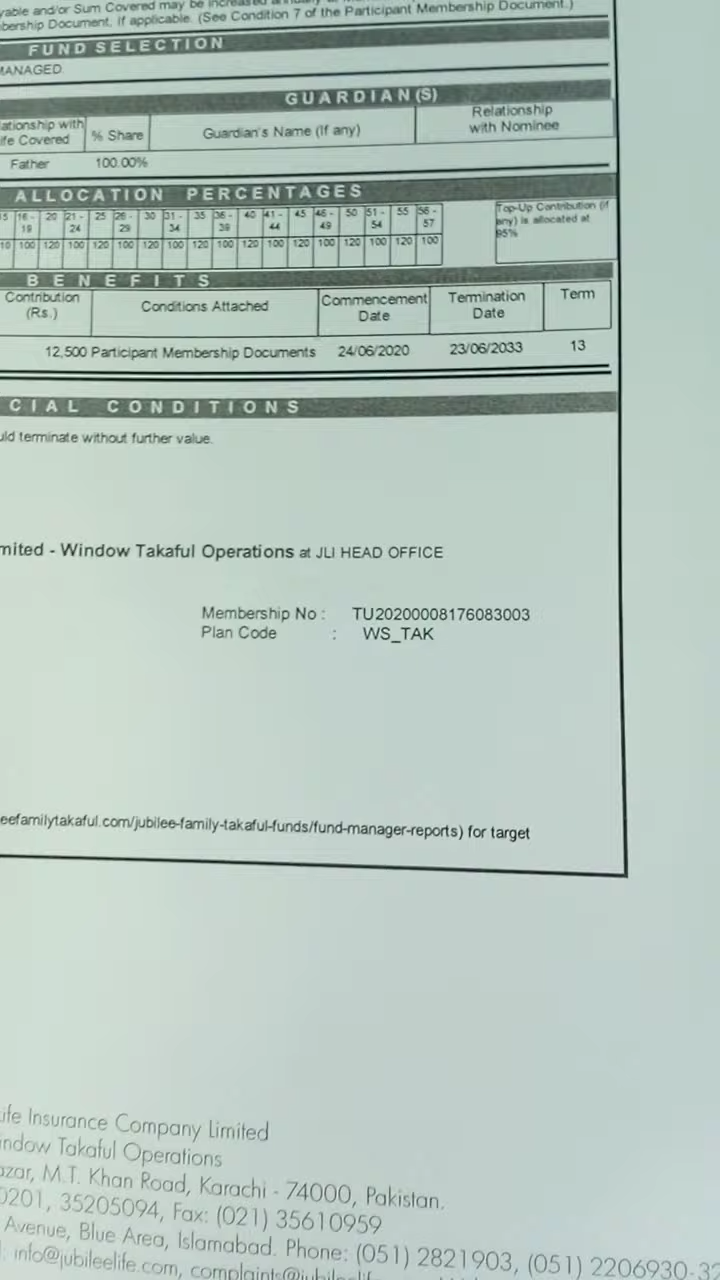 yable and/or Sum Covered may be increased annually
bership Document, if applicable. (See Condition 7 of the Participant Membership Document.)
FUND SELECTION
MANAGED
GUARDIAN(S)
ationship with
ife Covered
% Share
Guardian's Name (If any)
Relationship
with Nominee
Father 100.00%
ALLOCATION PERCENTAGES
15 16 - 19 20 21 - 24 25 26 - 29 30 31 - 34 35 36 - 39 40 41 - 44 45 46 - 49 50 51 - 54 55 56 - 57
100 120 100 120 100 120 100 120 100 120 100 120 100 120 100 120 100
Top-Up Contribution (if
any) is allocated at
95%
BENEFITS
Contribution
(Rs.)
Conditions Attached
Commencement
Date
Termination
Date
Term
12,500 Participant Membership Documents 24/06/2020 23/06/2033 13
CIAL CONDITIONS
uld terminate without further value.
mited - Window Takaful Operations at JLI HEAD OFFICE
Membership No : TU20200008176083003
Plan Code : WS_TAK
eefamilytakaful.com/jubilee-family-takaful-funds/fund-manager-reports) for target
ife Insurance Company Limited
indow Takaful Operations
azar, M.T. Khan Road, Karachi - 74000, Pakistan.
0201, 35205094, Fax: (021) 35610959
Avenue, Blue Area, Islamabad. Phone: (051) 2821903, (051) 2206930-32
l: info@jubileelife.com,